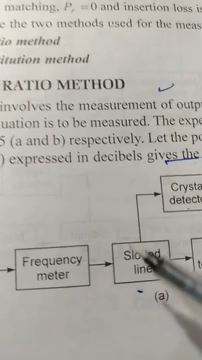 matching, Pr = 0 and insertion loss is
the two methods used for the meas
io method
itution method
RATIO METHOD
involves the measurement of outp
uation is to be measured. The expe
5 (a and b) respectively. Let the po
) expressed in decibels gives the
Crysta
detect
Frequency
meter
line
(a)